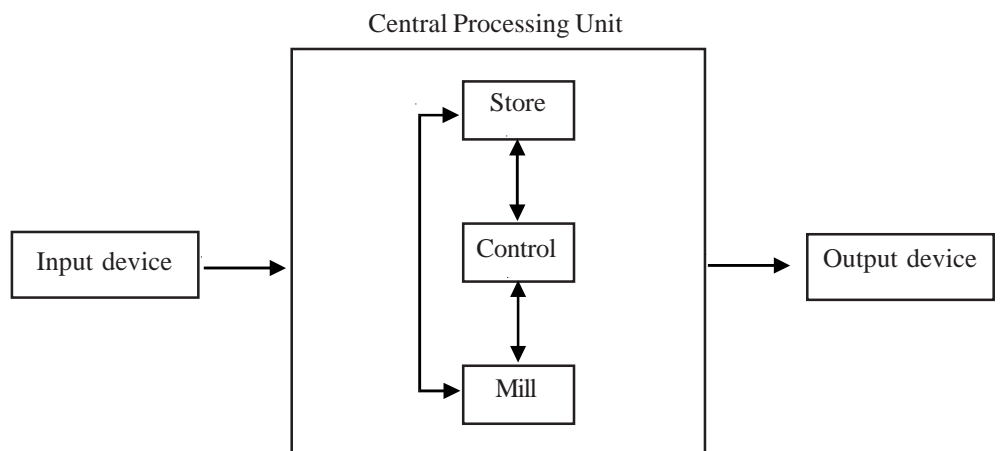 Central Processing Unit
Store
Input device
Control
Output device
Mill